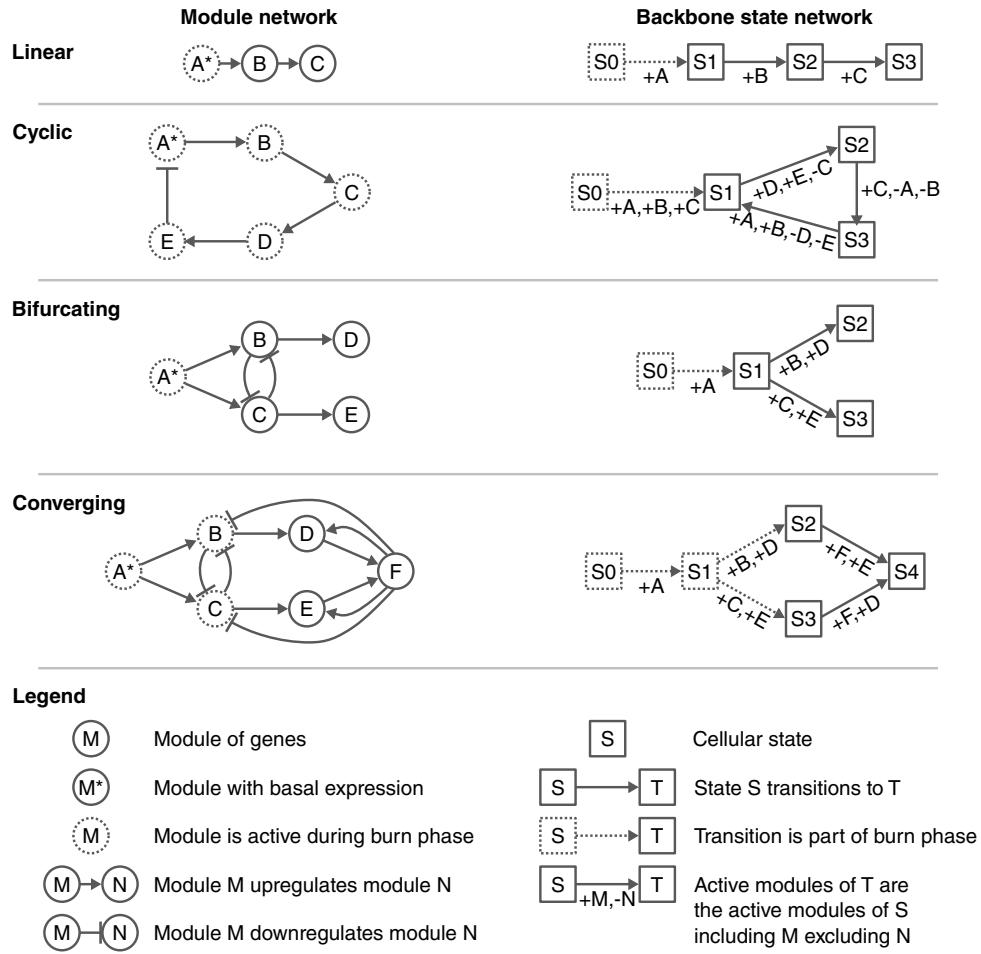 Module network
Backbone state network
Linear
A*
B
C
S0
S1
S2
S3
+A
+B
+C
Cyclic
A*
B
C
D
E
S0
S1
S2
S3
+A,+B,+C
+D,+E,-C
+C,-A,-B
+A,+B,-D,-E
Bifurcating
A*
B
D
C
E
S0
S1
S2
S3
+A
+B,+D
+C,+E
Converging
A*
B
D
F
C
E
S0
S1
S2
S3
S4
+A
+B,+D
+C,+E
+F,+E
+F,+D
Legend
M
Module of genes
M*
Module with basal expression
M
Module is active during burn phase
M
N
Module M upregulates module N
M
N
Module M downregulates module N
S
Cellular state
S
T
State S transitions to T
S
T
Transition is part of burn phase
S
T
+M,-N
Active modules of T are
the active modules of S
including M excluding N